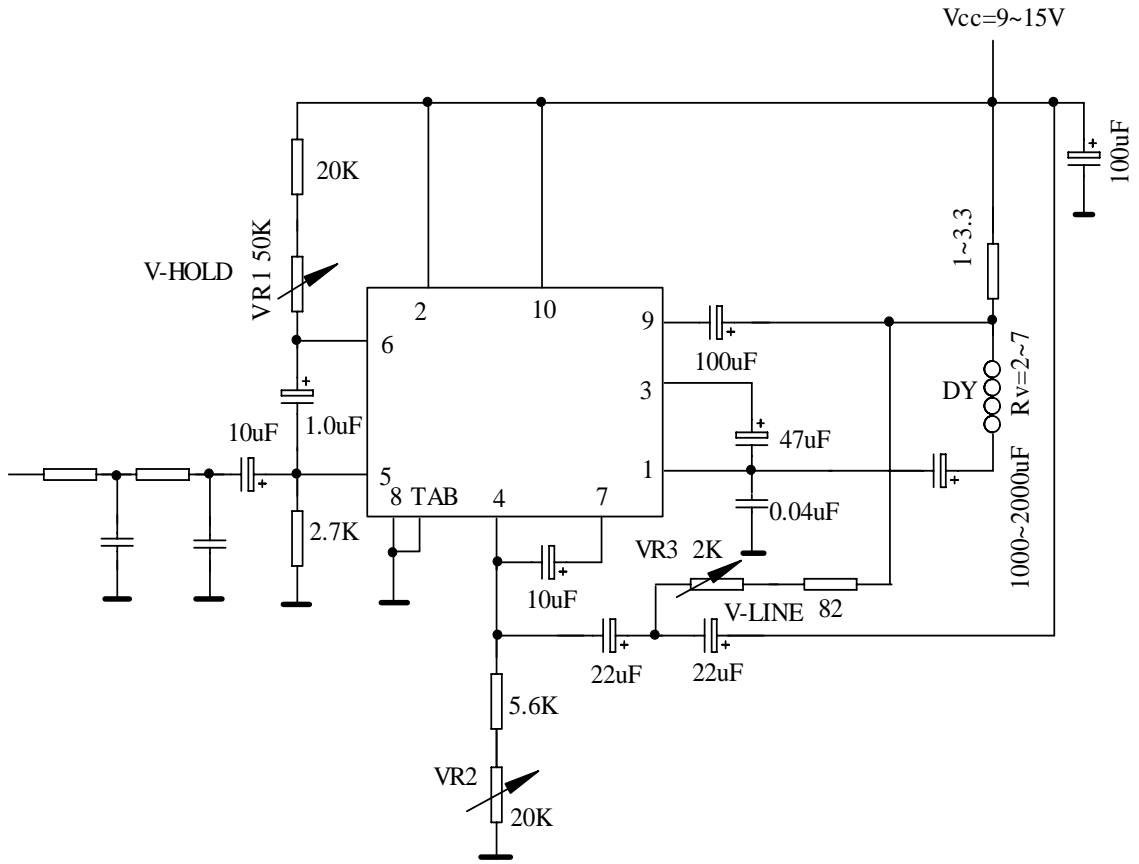 Vcc=9~15V
100uF
20K
1~3.3
VR1 50K
V-HOLD
2
10
9
6
100uF
3
DY
Rv=2~7
1.0uF
10uF
47uF
1
5
8 TAB
4
7
0.04uF
1000~2000uF
2.7K
VR3 2K
10uF
V-LINE
82
22uF
22uF
5.6K
VR2
20K